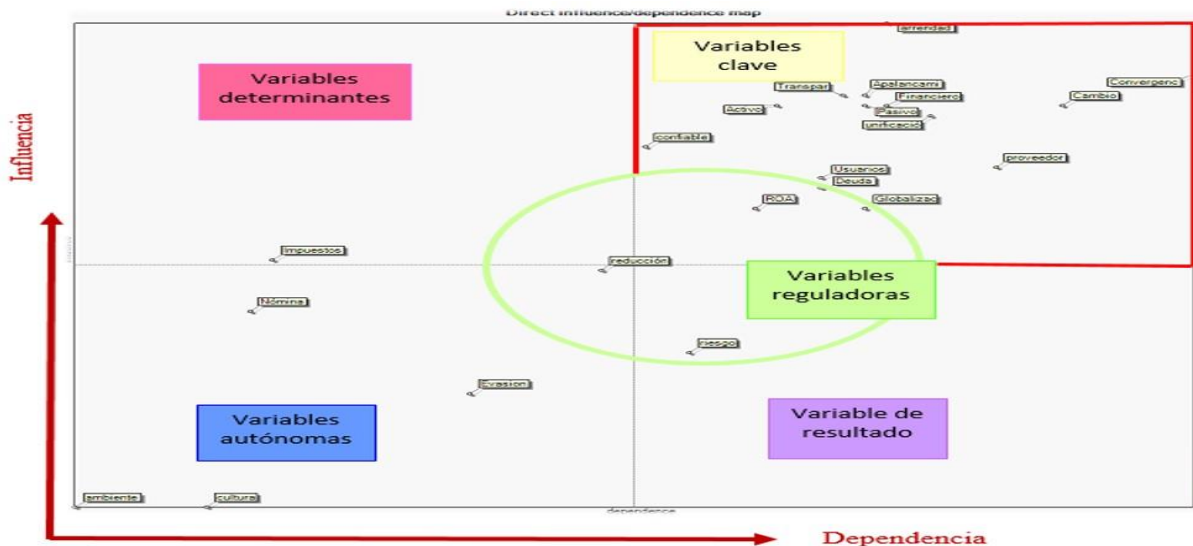 Direct influence/dependence map
arrendad
Variables
clave
Variables
determinantes
Transpar
Apalancami
Convergenc
Activo
Financiero
Cambio
Pasivo
unificació
confiable
Influencia
Usuarios
proveedor
Deuda
ROA
Globalizac
Impuestos
reducción
Variables
reguladoras
Nómina
riesgo
Evasion
Variables
autónomas
Variable de
resultado
ambiente
cultura
dependence
Dependencia